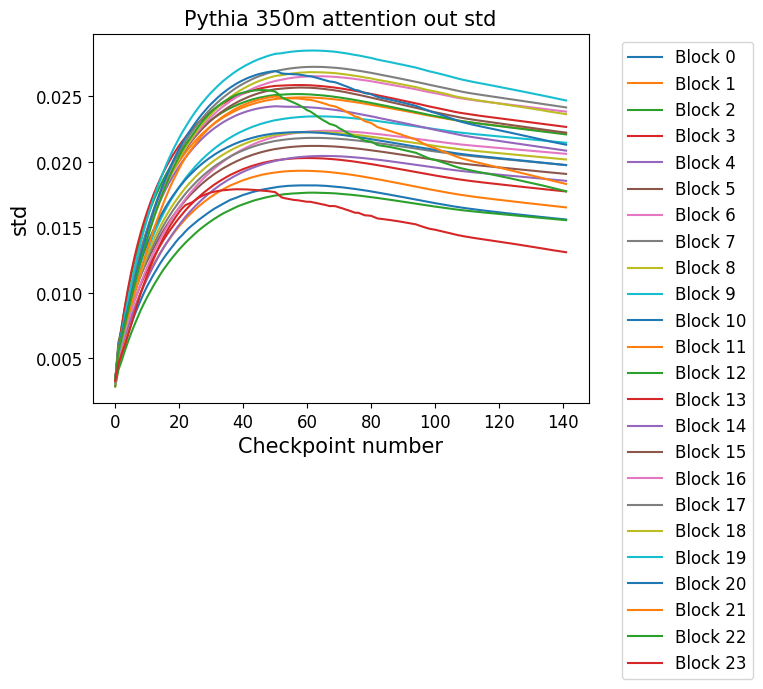 Pythia 350m attention out std
std
0.025
0.020
0.015
0.010
0.005
0 20 40 60 80 100 120 140
Checkpoint number
Block 0
Block 1
Block 2
Block 3
Block 4
Block 5
Block 6
Block 7
Block 8
Block 9
Block 10
Block 11
Block 12
Block 13
Block 14
Block 15
Block 16
Block 17
Block 18
Block 19
Block 20
Block 21
Block 22
Block 23